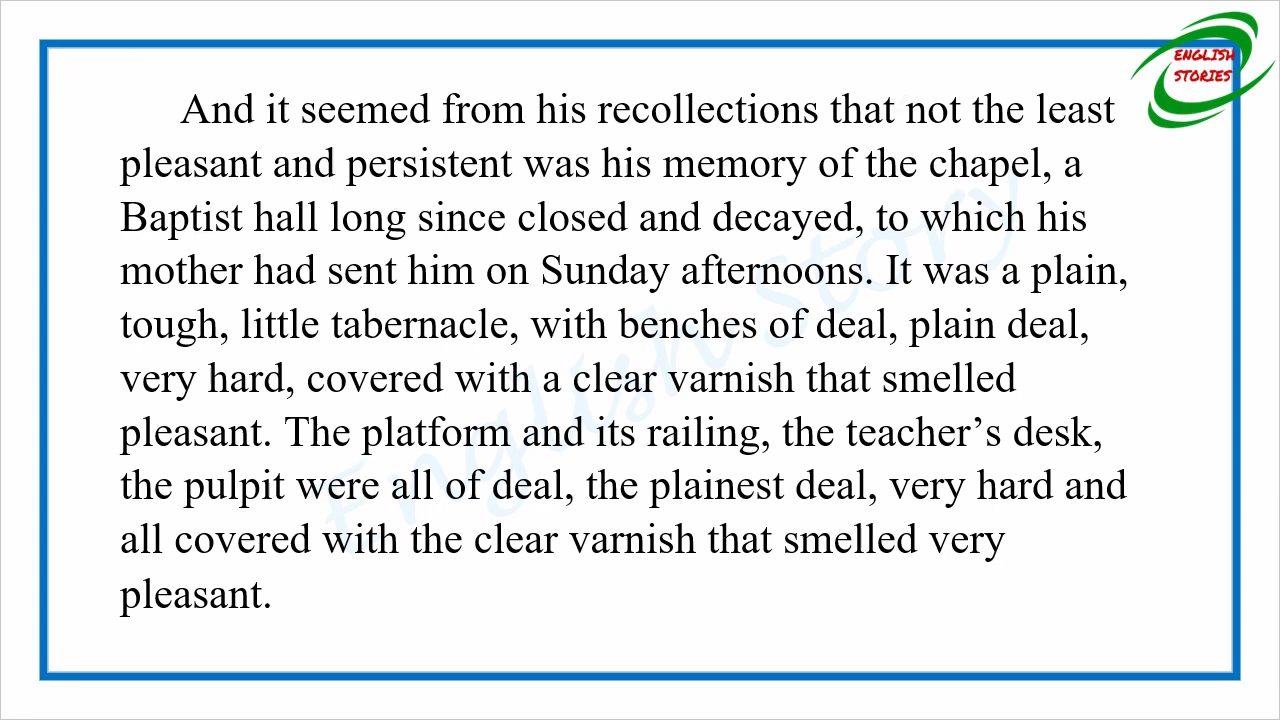 ENGLISH
STORIES
And it seemed from his recollections that not the least
pleasant and persistent was his memory of the chapel, a
Baptist hall long since closed and decayed, to which his
mother had sent him on Sunday afternoons. It was a plain,
tough, little tabernacle, with benches of deal, plain deal,
very hard, covered with a clear varnish that smelled
pleasant. The platform and its railing, the teacher’s desk,
the pulpit were all of deal, the plainest deal, very hard and
all covered with the clear varnish that smelled very
pleasant.
English Story